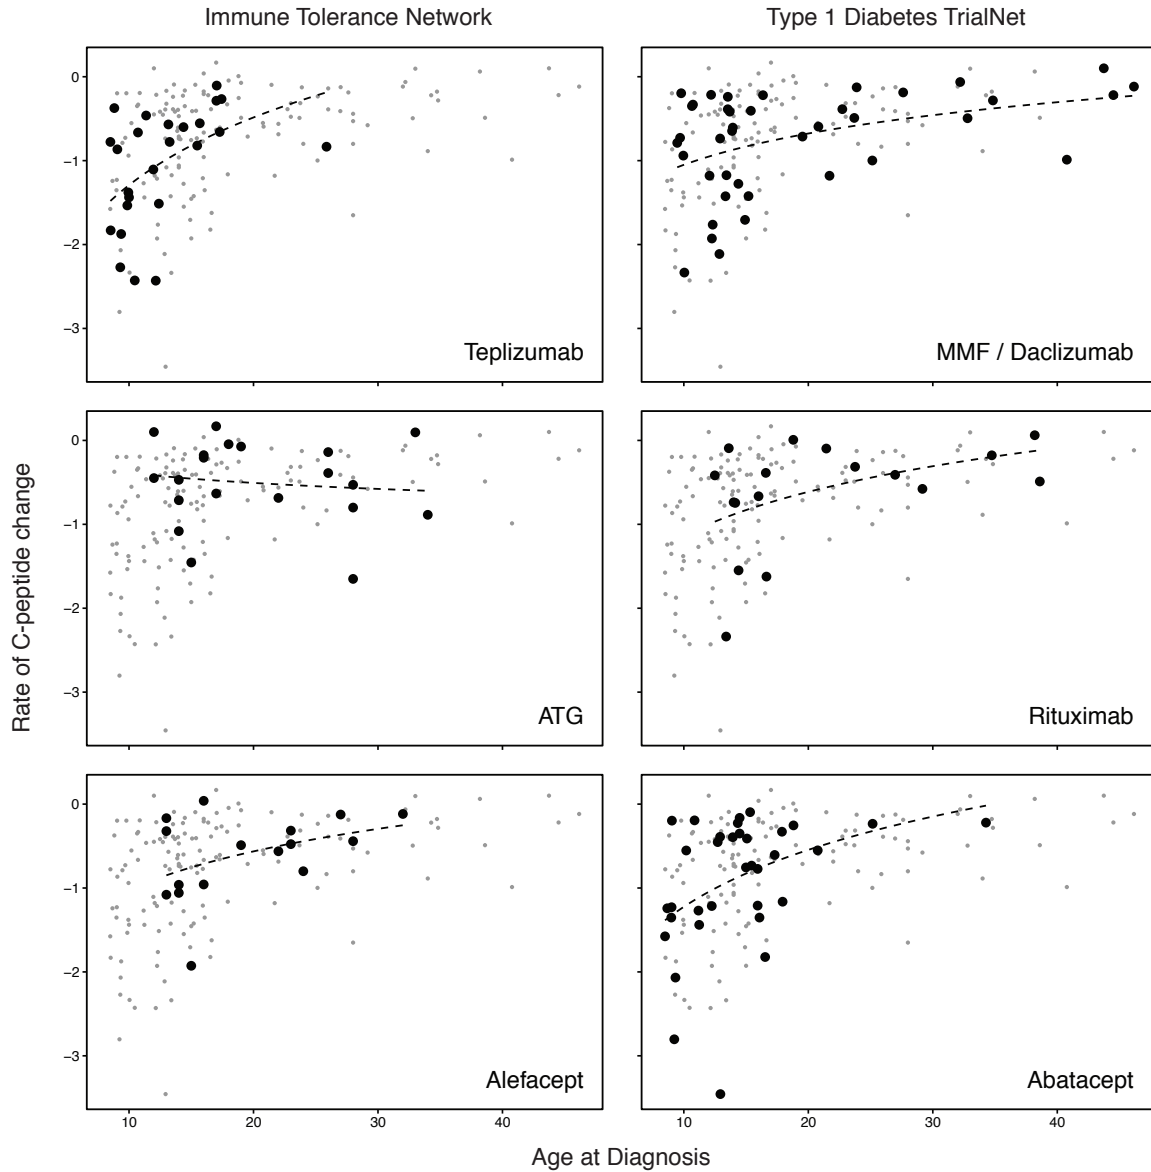 Immune Tolerance Network
Type 1 Diabetes TrialNet
0
−1
−2
−3
Teplizumab
MMF / Daclizumab
0
−1
−2
−3
ATG
Rituximab
0
−1
−2
−3
Alefacept
Abatacept
10 20 30 40
10 20 30 40
Rate of C-peptide change
Age at Diagnosis